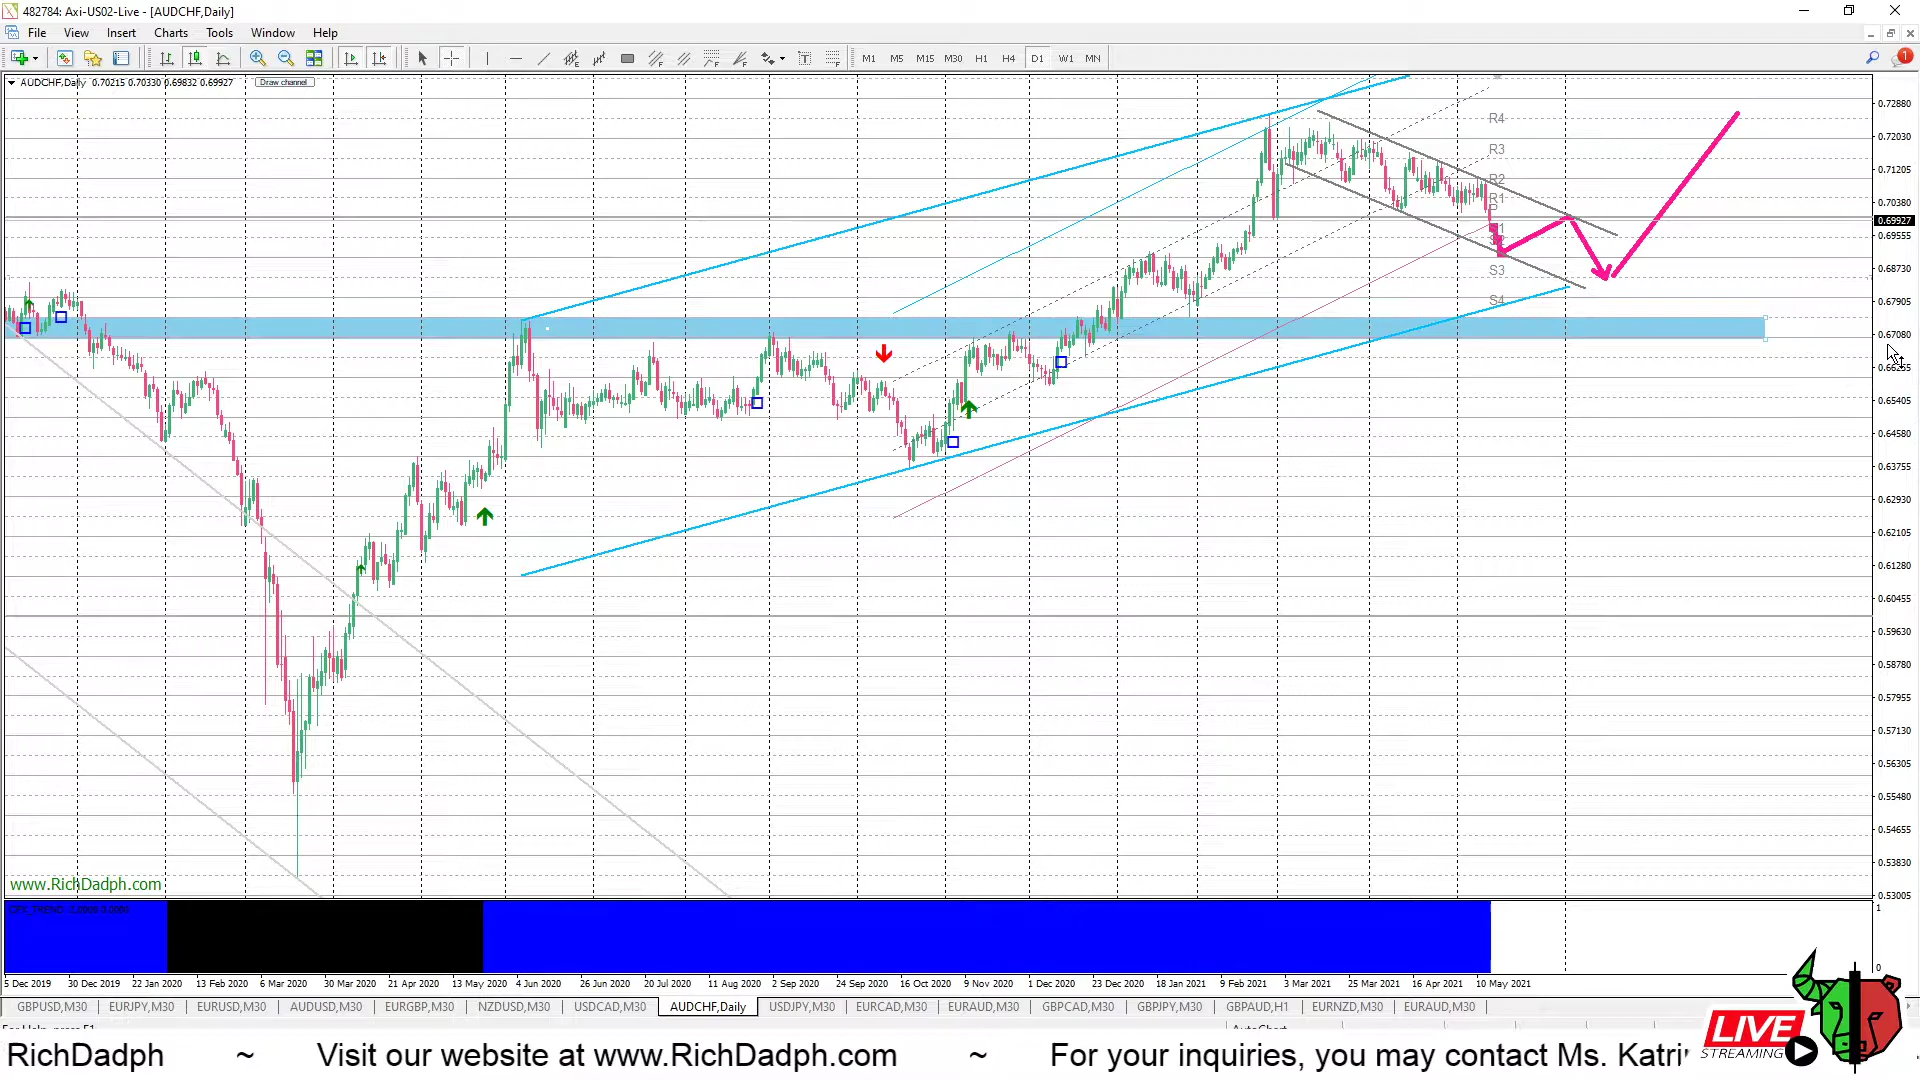 482784: Axi-US02-Live - [AUDCHF,Daily]
File View Insert Charts Tools Window Help
M1 M5 M15 M30 H1 H4 D1 W1 MN
1
AUDCHF,Daily 0.70215 0.70330 0.69832 0.69927
Draw channel
R4
R3
R2
R1
S3
S4
0.72880
0.72030
0.71205
0.70380
0.69927
0.69555
0.68730
0.67905
0.67080
0.66255
0.65405
0.64580
0.63755
0.62930
0.62105
0.61280
0.60455
0.59630
0.58780
0.57955
0.57130
0.56305
0.55480
0.54655
0.53830
0.53005
www.RichDadph.com
1
0
5 Dec 2019 30 Dec 2019 22 Jan 2020 13 Feb 2020 6 Mar 2020 30 Mar 2020 21 Apr 2020 13 May 2020 4 Jun 2020 26 Jun 2020 20 Jul 2020 11 Aug 2020 2 Sep 2020 24 Sep 2020 16 Oct 2020 9 Nov 2020 1 Dec 2020 23 Dec 2020 18 Jan 2021 9 Feb 2021 3 Mar 2021 25 Mar 2021 16 Apr 2021 10 May 2021
GBPUSD,M30 EURJPY,M30 EURUSD,M30 AUDUSD,M30 EURGBP,M30 NZDUSD,M30 USDCAD,M30 AUDCHF,Daily USDJPY,M30 EURCAD,M30 EURAUD,M30 GBPCAD,M30 GBPJPY,M30 GBPAUD,H1 EURNZD,M30 EURAUD,M30
RichDadph ~ Visit our website at www.RichDadph.com ~ For your inquiries, you may contact Ms.
LIVE
STREAMING